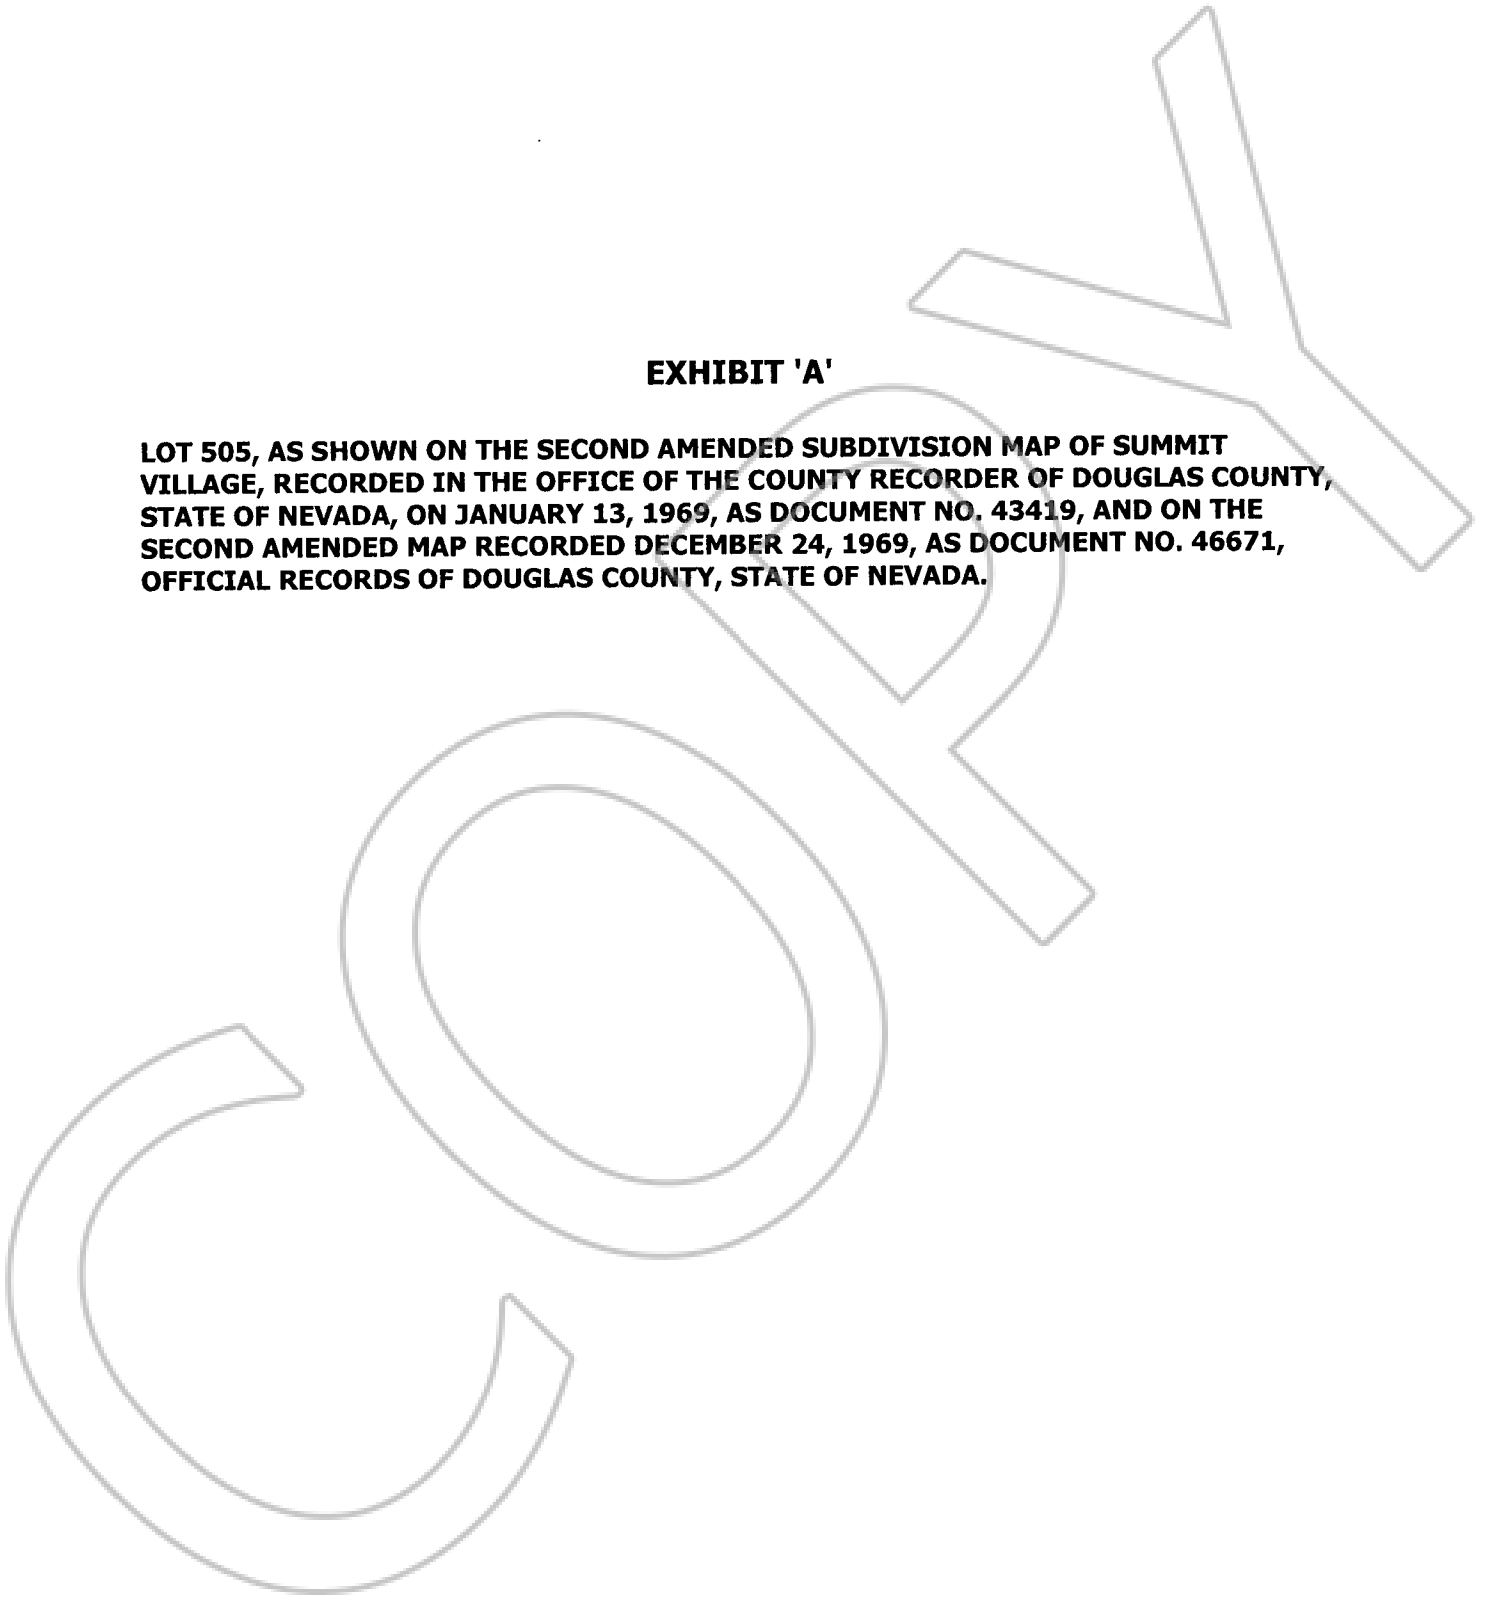 EXHIBIT 'A'
LOT 505, AS SHOWN ON THE SECOND AMENDED SUBDIVISION MAP OF SUMMIT
VILLAGE, RECORDED IN THE OFFICE OF THE COUNTY RECORDER OF DOUGLAS COUNTY,
STATE OF NEVADA, ON JANUARY 13, 1969, AS DOCUMENT NO. 43419, AND ON THE
SECOND AMENDED MAP RECORDED DECEMBER 24, 1969, AS DOCUMENT NO. 46671,
OFFICIAL RECORDS OF DOUGLAS COUNTY, STATE OF NEVADA.
COPY